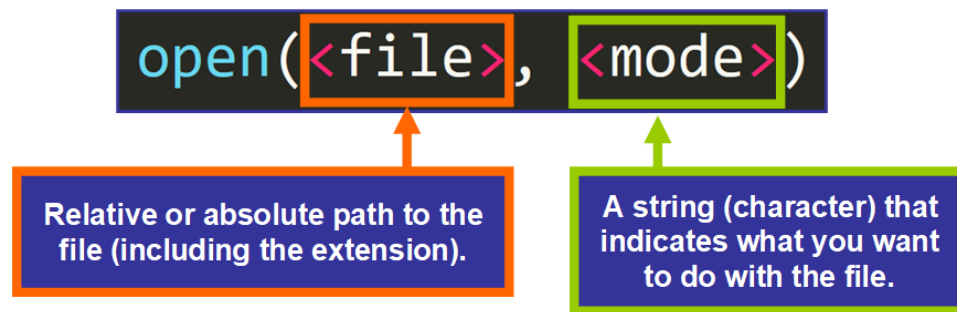 open(<file>, <mode>)
Relative or absolute path to the
file (including the extension).
A string (character) that
indicates what you want
to do with the file.